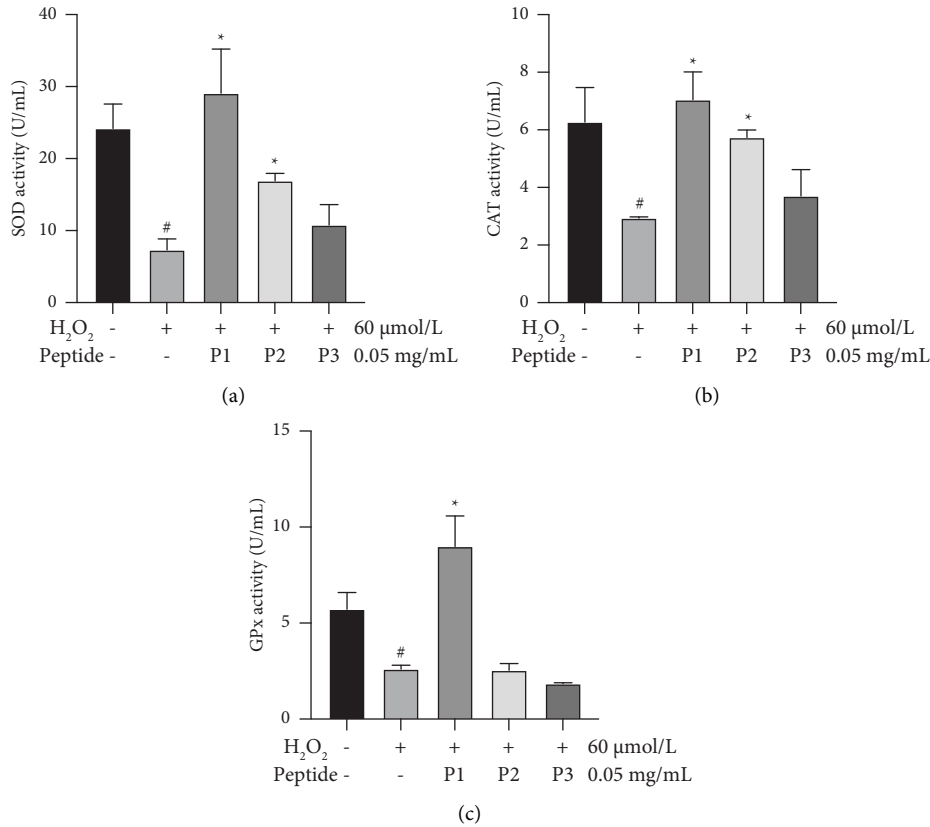 SOD activity (U/mL)
40
30
20
10
0
*
#
*
H₂O₂ - + + + + 60 µmol/L
Peptide - - P1 P2 P3 0.05 mg/mL
(a)
CAT activity (U/mL)
10
8
6
4
2
0
*
*
#
H₂O₂ - + + + + 60 µmol/L
Peptide - - P1 P2 P3 0.05 mg/mL
(b)
GPx activity (U/mL)
15
10
5
0
*
#
H₂O₂ - + + + + 60 µmol/L
Peptide - - P1 P2 P3 0.05 mg/mL
(c)